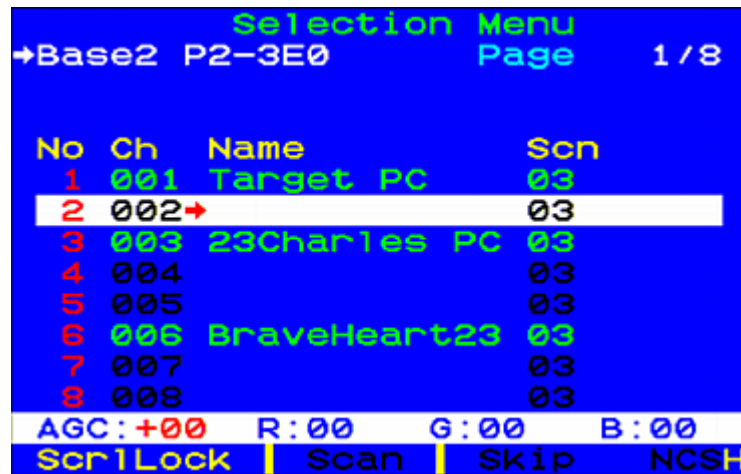 Selection Menu
→Base2 P2-3E0 Page 1/8
No Ch Name Scn
1 001 Target PC 03
2 002→ 03
3 003 23Charles PC 03
4 004 03
5 005 03
6 006 BraveHeart23 03
7 007 03
8 008 03
AGC:+00 R:00 G:00 B:00
ScrlLock Scan Skip NCSH